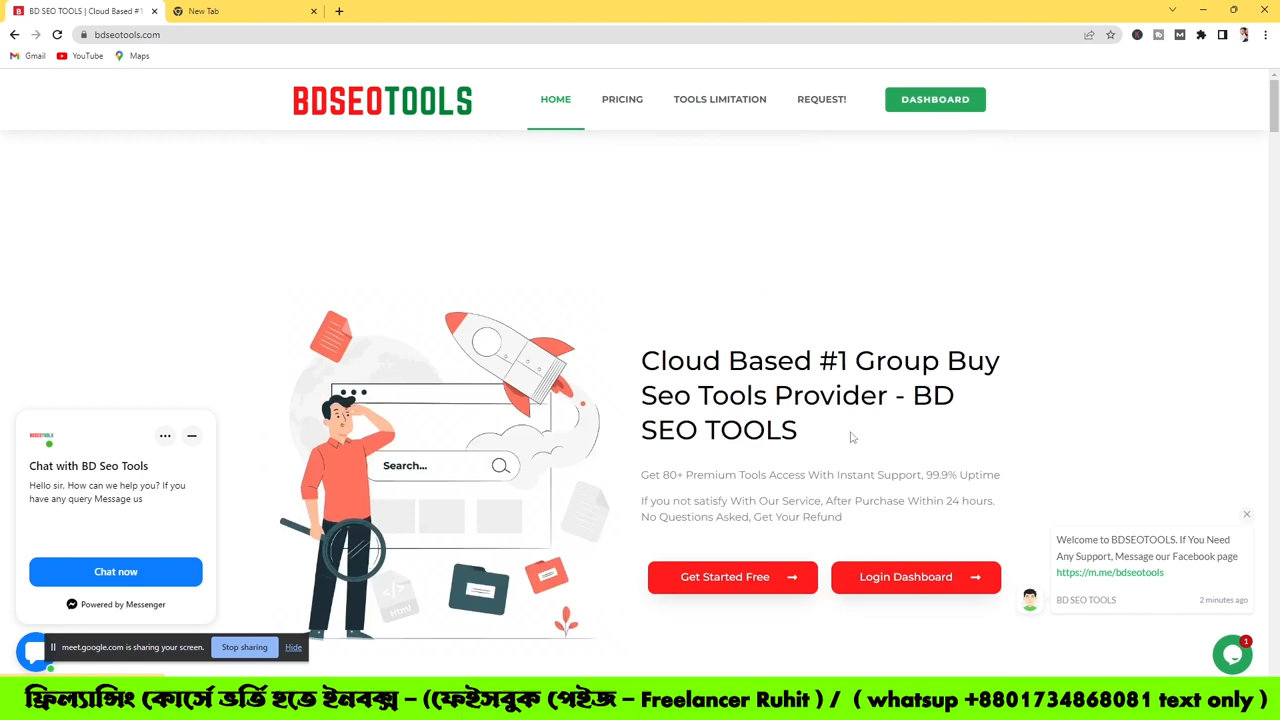 BD SEO TOOLS | Cloud Based #1
New Tab
bdseotools.com
Gmail
YouTube
Maps
BDSEOTOOLS
HOME
PRICING
TOOLS LIMITATION
REQUEST!
DASHBOARD
Search...
Html
Cloud Based #1 Group Buy
Seo Tools Provider - BD
SEO TOOLS
Get 80+ Premium Tools Access With Instant Support, 99.9% Uptime
If you not satisfy With Our Service, After Purchase Within 24 hours.
No Questions Asked, Get Your Refund
Get Started Free
Login Dashboard
BDSEOTOOLS
Chat with BD Seo Tools
Hello sir, How can we help you? If you
have any query Message us
Chat now
Powered by Messenger
meet.google.com is sharing your screen.
Stop sharing
Hide
Welcome to BDSEOTOOLS. If You Need
Any Support, Message our Facebook page
https://m.me/bdseotools
BD SEO TOOLS
2 minutes ago
1
ফ্রিল্যান্সিং কোর্সে ভর্তি হতে ইনবক্স – ((ফেইসবুক পেইজ – Freelancer Ruhit ) / ( whatsup +8801734868081 text only )